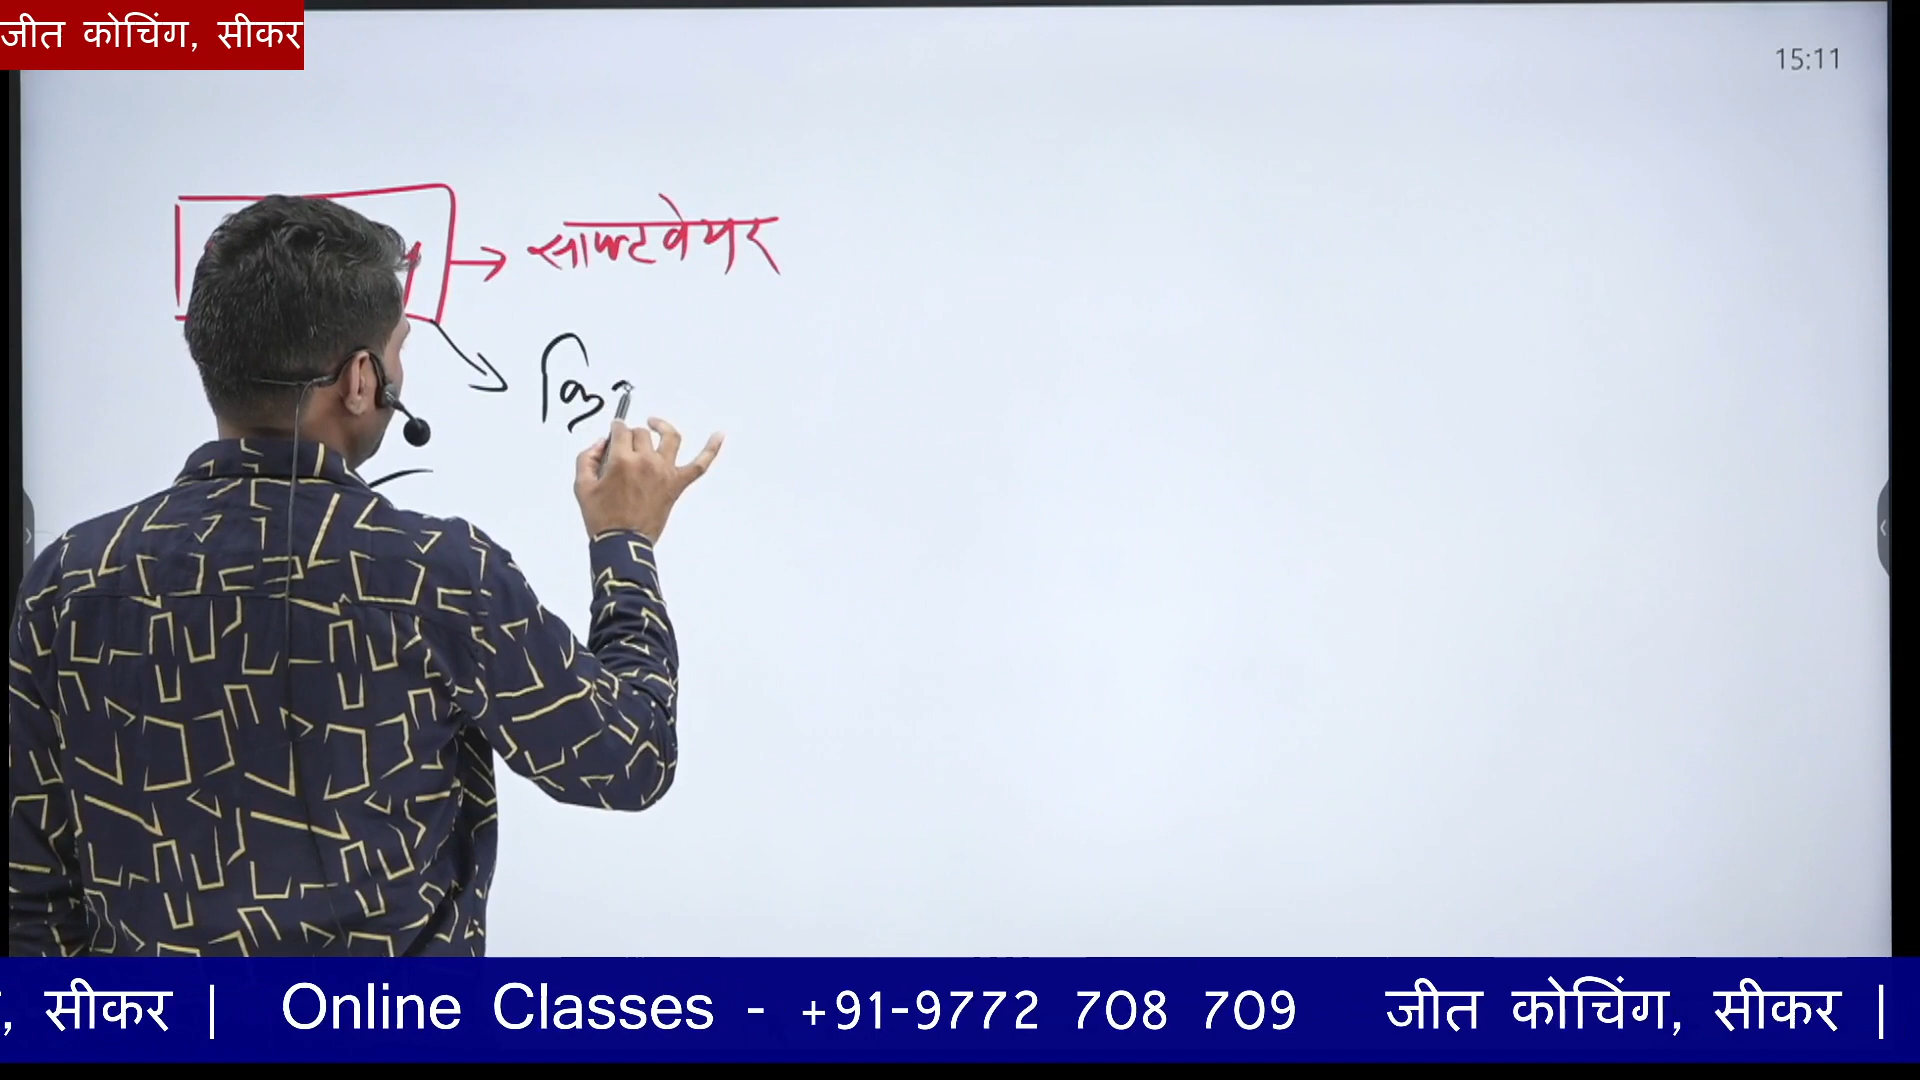 जीत कोचिंग, सीकर
15:11
साफ्टवेयर
कि
, सीकर | Online Classes - +91-9772 708 709 जीत कोचिंग, सीकर |